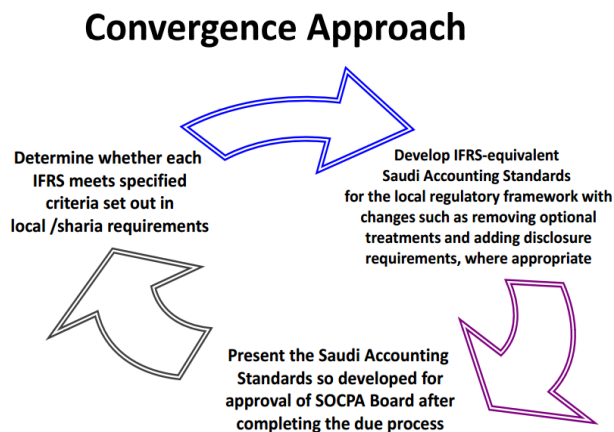 Convergence Approach
Determine whether each
IFRS meets specified
criteria set out in
local /sharia requirements
Develop IFRS-equivalent
Saudi Accounting Standards
for the local regulatory framework with
changes such as removing optional
treatments and adding disclosure
requirements, where appropriate
Present the Saudi Accounting
Standards so developed for
approval of SOCPA Board after
completing the due process